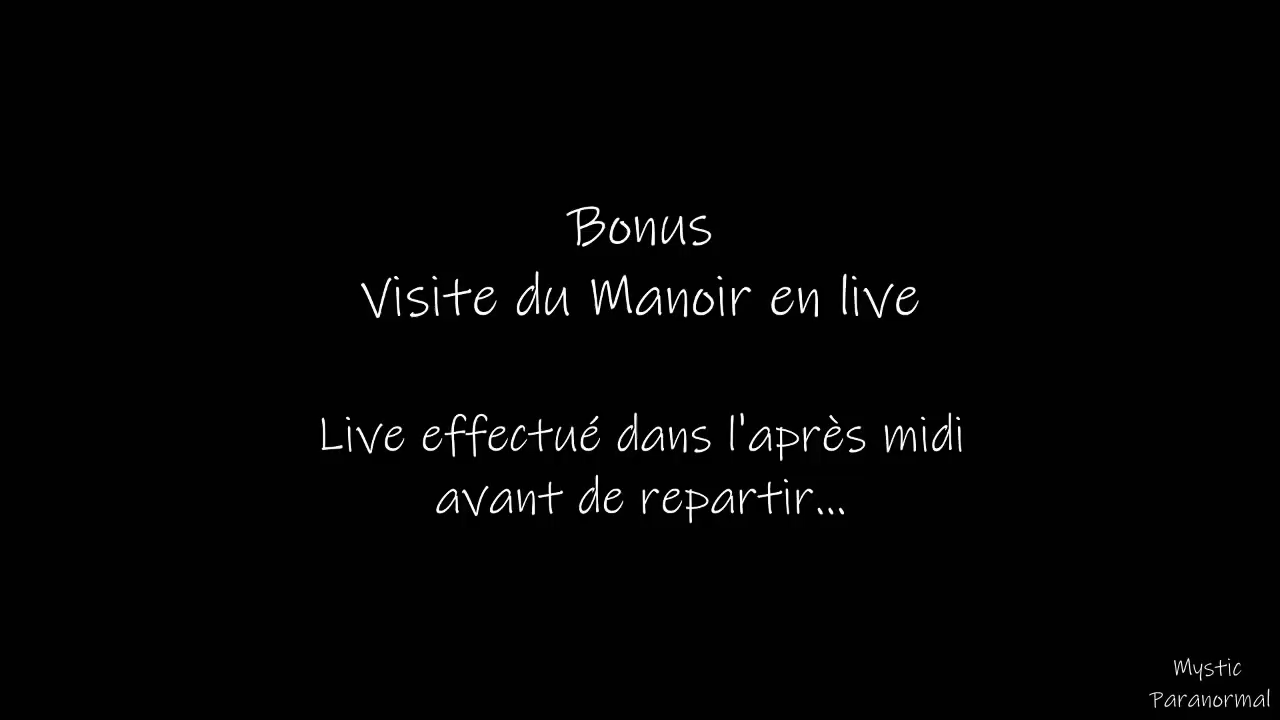 Bonus
Visite du Manoir en live
Live effectué dans l'après midi
avant de repartir...
Mystic
Paranormal